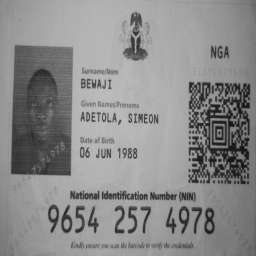 NGA
Surname/Nom
BEWAJI
Given Names/Prenoms
ADETOLA, SIMEON
Date of Birth
06 JUN 1988
National Identification Number (NIN)
9654 257 4978
Kindly ensure you scan the barcode to verify the credentials.